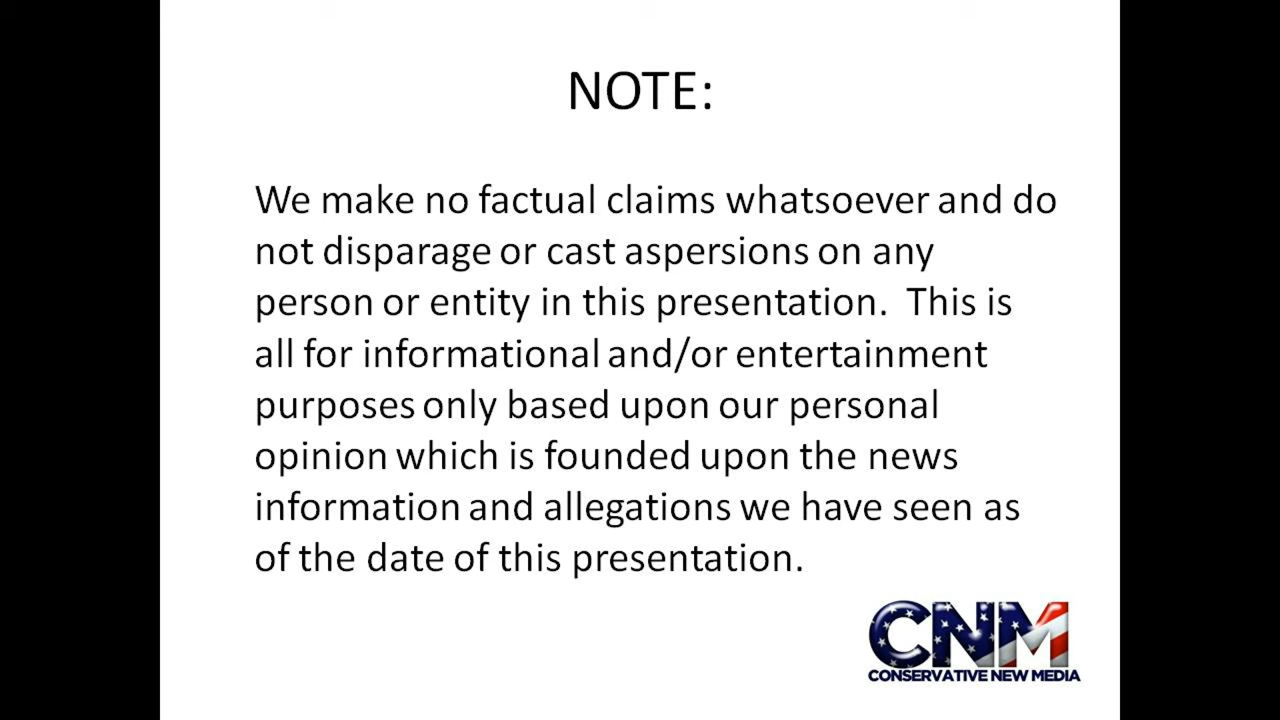 NOTE:
We make no factual claims whatsoever and do
not disparage or cast aspersions on any
person or entity in this presentation.  This is
all for informational and/or entertainment
purposes only based upon our personal
opinion which is founded upon the news
information and allegations we have seen as
of the date of this presentation.
CNM
CONSERVATIVE NEW MEDIA